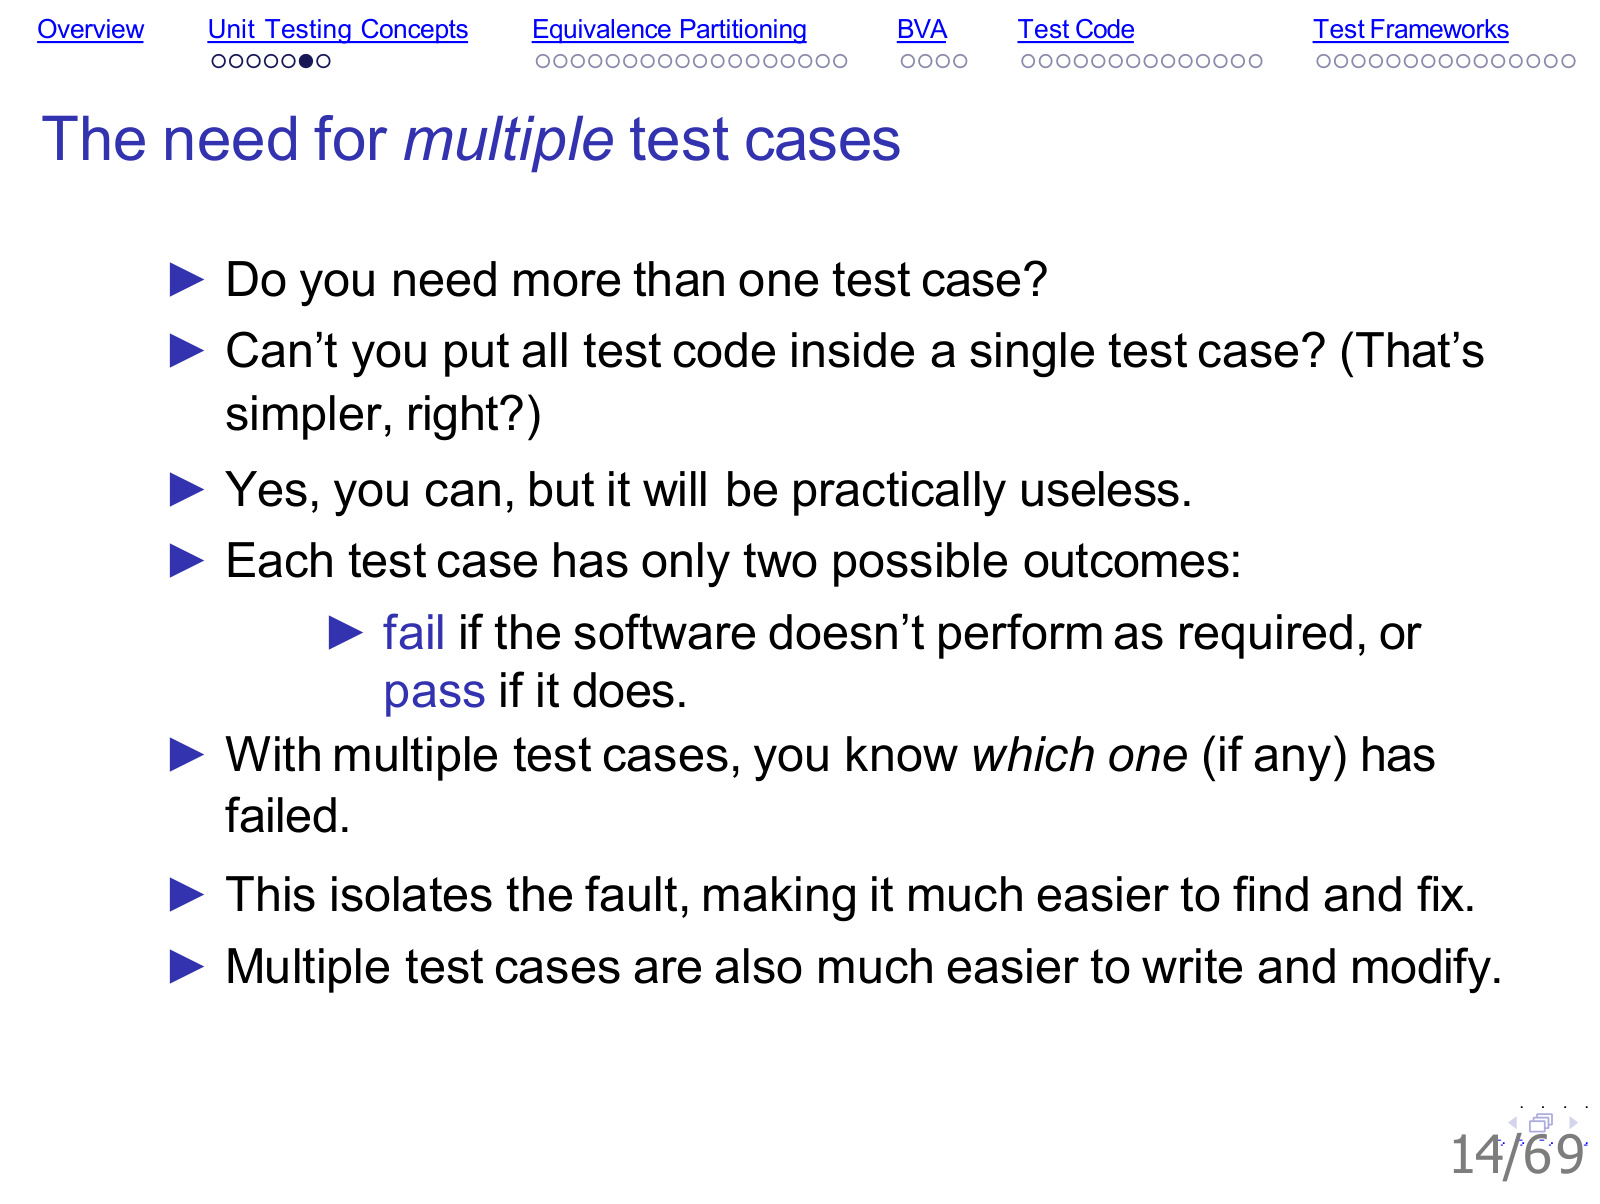 Overview Unit Testing Concepts Equivalence Partitioning BVA Test Code Test Frameworks
The need for multiple test cases
Do you need more than one test case?
Can’t you put all test code inside a single test case? (That’s
simpler, right?)
Yes, you can, but it will be practically useless.
Each test case has only two possible outcomes:
fail if the software doesn’t perform as required, or
pass if it does.
With multiple test cases, you know which one (if any) has
failed.
This isolates the fault, making it much easier to find and fix.
Multiple test cases are also much easier to write and modify.
14/69